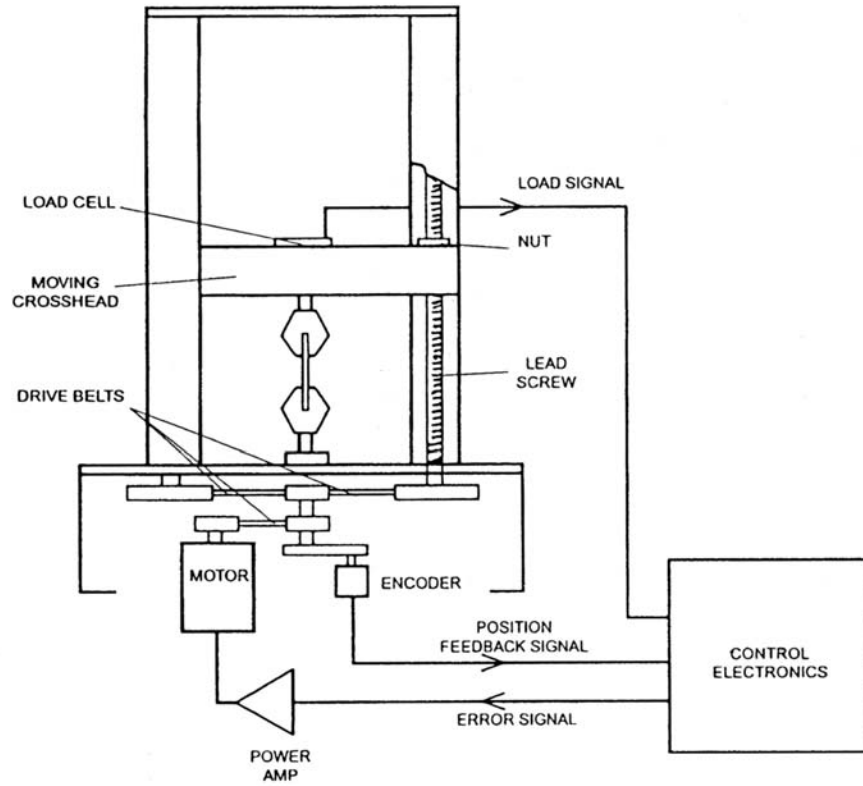 LOAD SIGNAL
LOAD CELL
NUT
MOVING
CROSSHEAD
LEAD
SCREW
DRIVE BELTS
MOTOR
ENCODER
POSITION
FEEDBACK SIGNAL
CONTROL
ELECTRONICS
ERROR SIGNAL
POWER
AMP